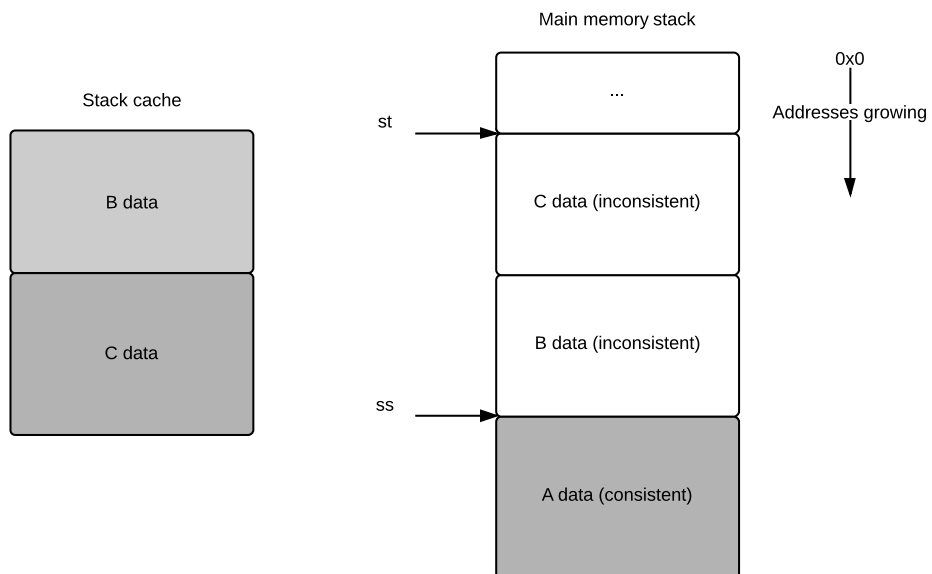 Main memory stack
0x0
...
Stack cache
Addresses growing
st
B data
C data (inconsistent)
C data
B data (inconsistent)
ss
A data (consistent)